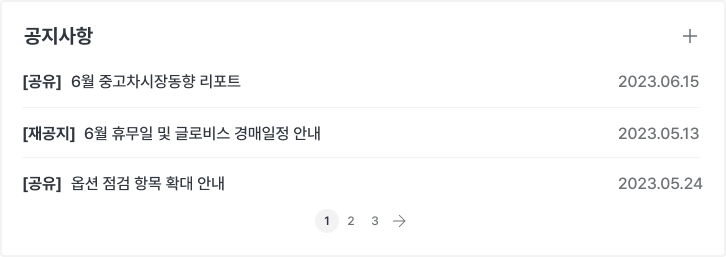 공지사항
[공유] 6월 중고차시장동향 리포트 2023.06.15
[재공지] 6월 휴무일 및 글로비스 경매일정 안내 2023.05.13
[공유] 옵션 점검 항목 확대 안내 2023.05.24
1 2 3